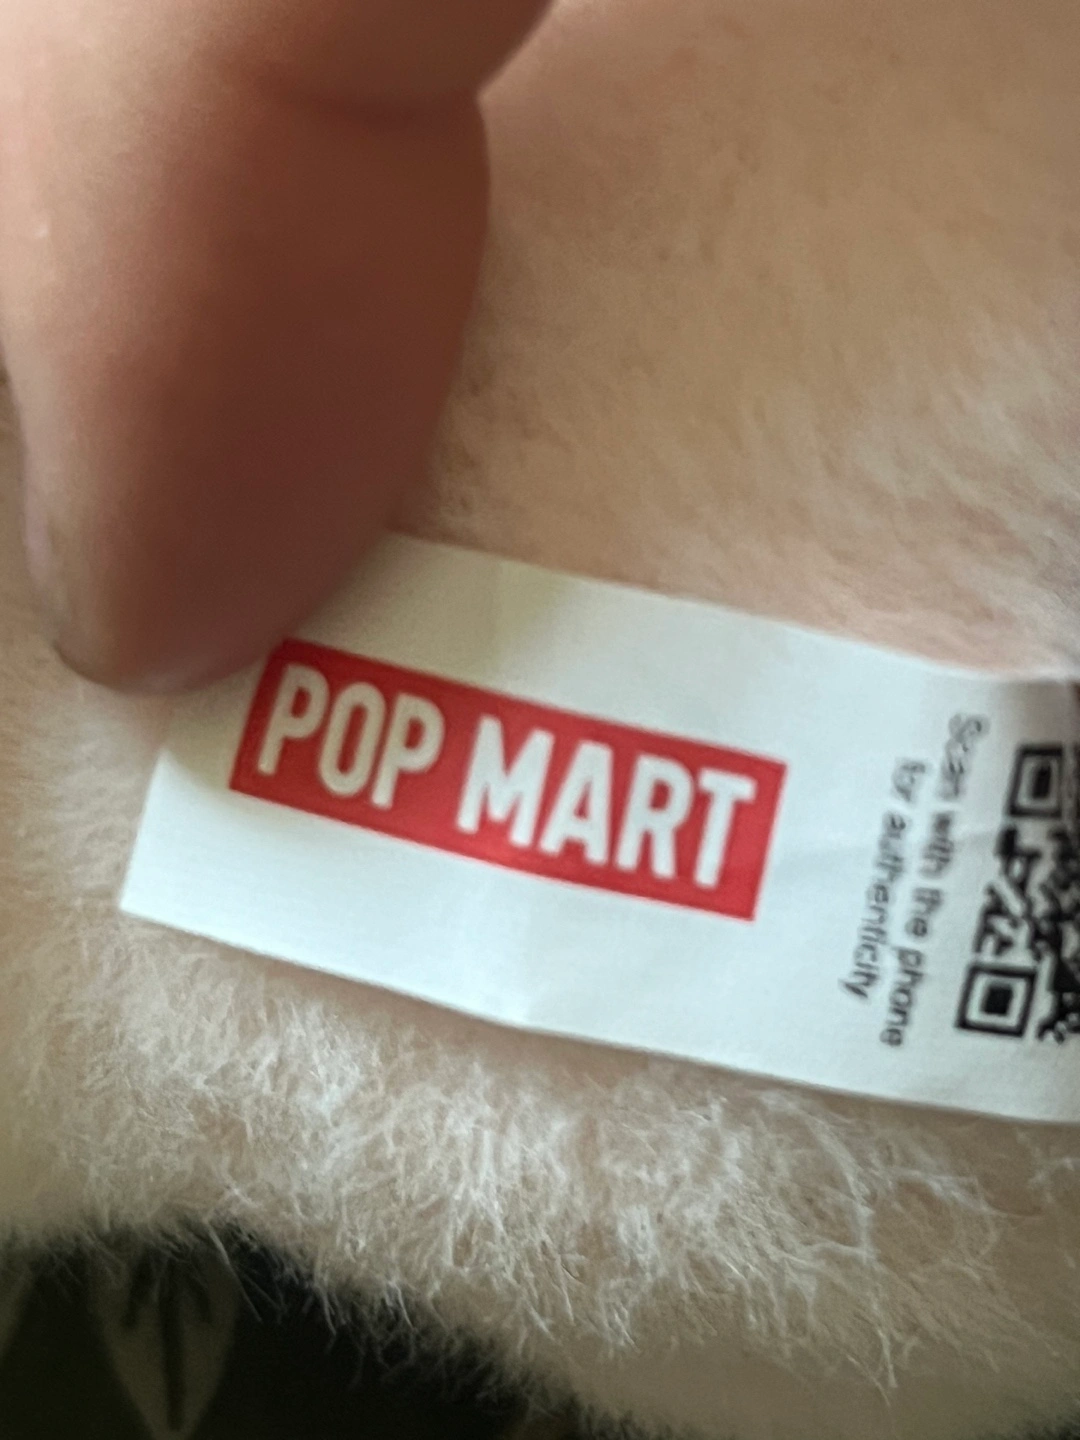 POP MART
Scan with the phone
for authenticity